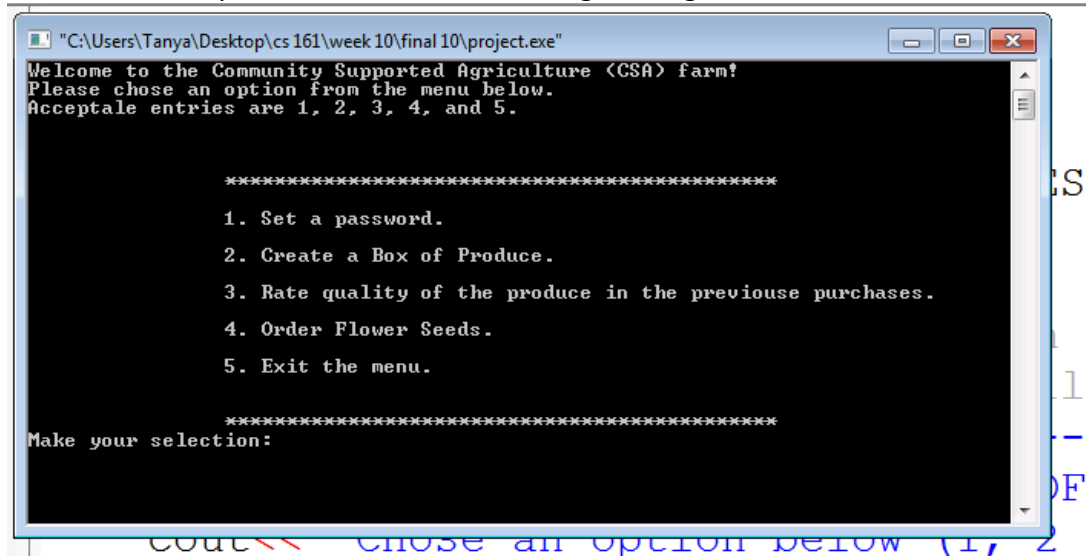 "C:\Users\Tanya\Desktop\cs 161\week 10\final 10\project.exe"
Welcome to the Community Supported Agriculture (CSA) farm!
Please chose an option from the menu below.
Acceptale entries are 1, 2, 3, 4, and 5.
*********************************************
1. Set a password.
2. Create a Box of Produce.
3. Rate quality of the produce in the previouse purchases.
4. Order Flower Seeds.
5. Exit the menu.
*********************************************
Make your selection:
cout<< "Chose an option below (1, 2